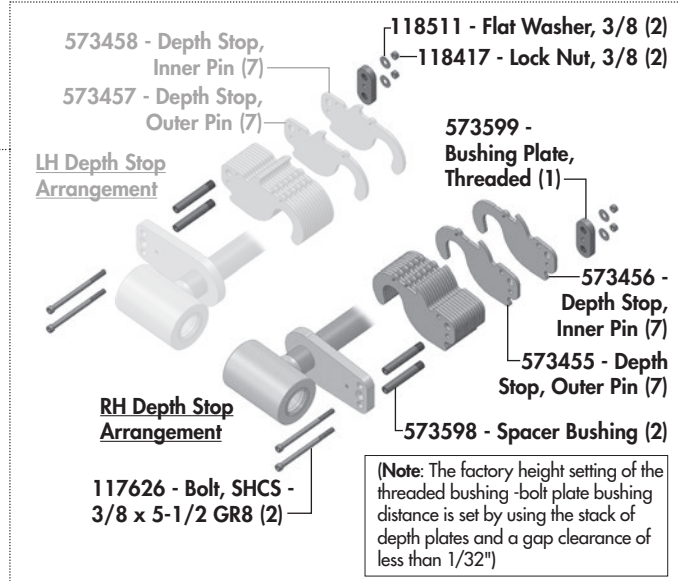 118511 - Flat Washer, 3/8 (2)
118417 - Lock Nut, 3/8 (2)
573458 - Depth Stop,
Inner Pin (7)
573457 - Depth Stop,
Outer Pin (7)
LH Depth Stop
Arrangement
573599 -
Bushing Plate,
Threaded (1)
573456 -
Depth Stop,
Inner Pin (7)
573455 - Depth
Stop, Outer Pin (7)
573598 - Spacer Bushing (2)
RH Depth Stop
Arrangement
117626 - Bolt, SHCS -
3/8 x 5-1/2 GR8 (2)
(Note: The factory height setting of the
threaded bushing -bolt plate bushing
distance is set by using the stack of
depth plates and a gap clearance of
less than 1/32")